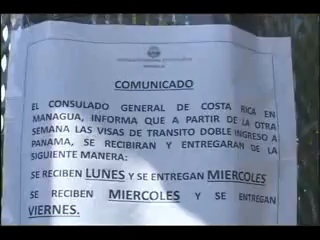 COMUNICADO
EL CONSULADO GENERAL DE COSTA RICA EN
MANAGUA, INFORMA QUE A PARTIR DE LA OTRA
SEMANA LAS VISAS DE TRANSITO DOBLE INGRESO A
PANAMA, SE RECIBIRAN Y ENTREGARAN DE LA
SIGUIENTE MANERA:
SE RECIBEN LUNES Y SE ENTREGAN MIERCOLES
SE RECIBEN MIERCOLES Y SE ENTREGAN
VIERNES.